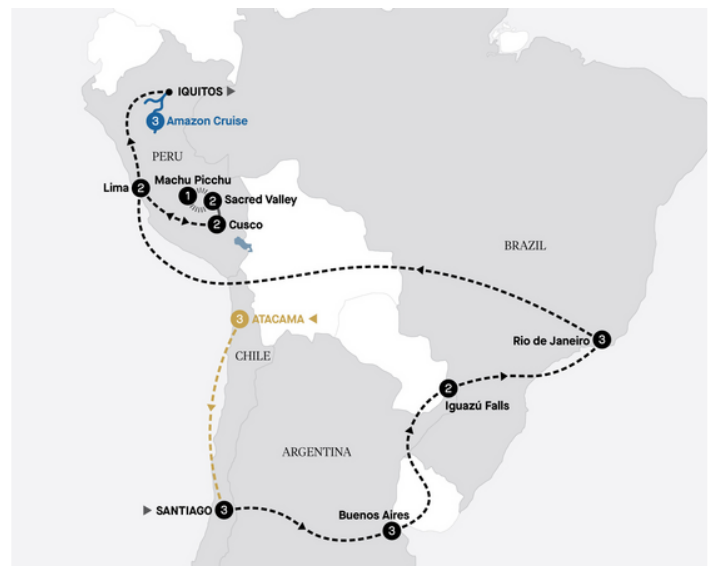 IQUITOS ▶
3 Amazon Cruise
PERU
Machu Picchu
Lima 2
1
2 Sacred Valley
2 Cusco
BRAZIL
3 ATACAMA ◀
Rio de Janeiro 3
CHILE
2
Iguazú Falls
ARGENTINA
▶ SANTIAGO 3
Buenos Aires
3